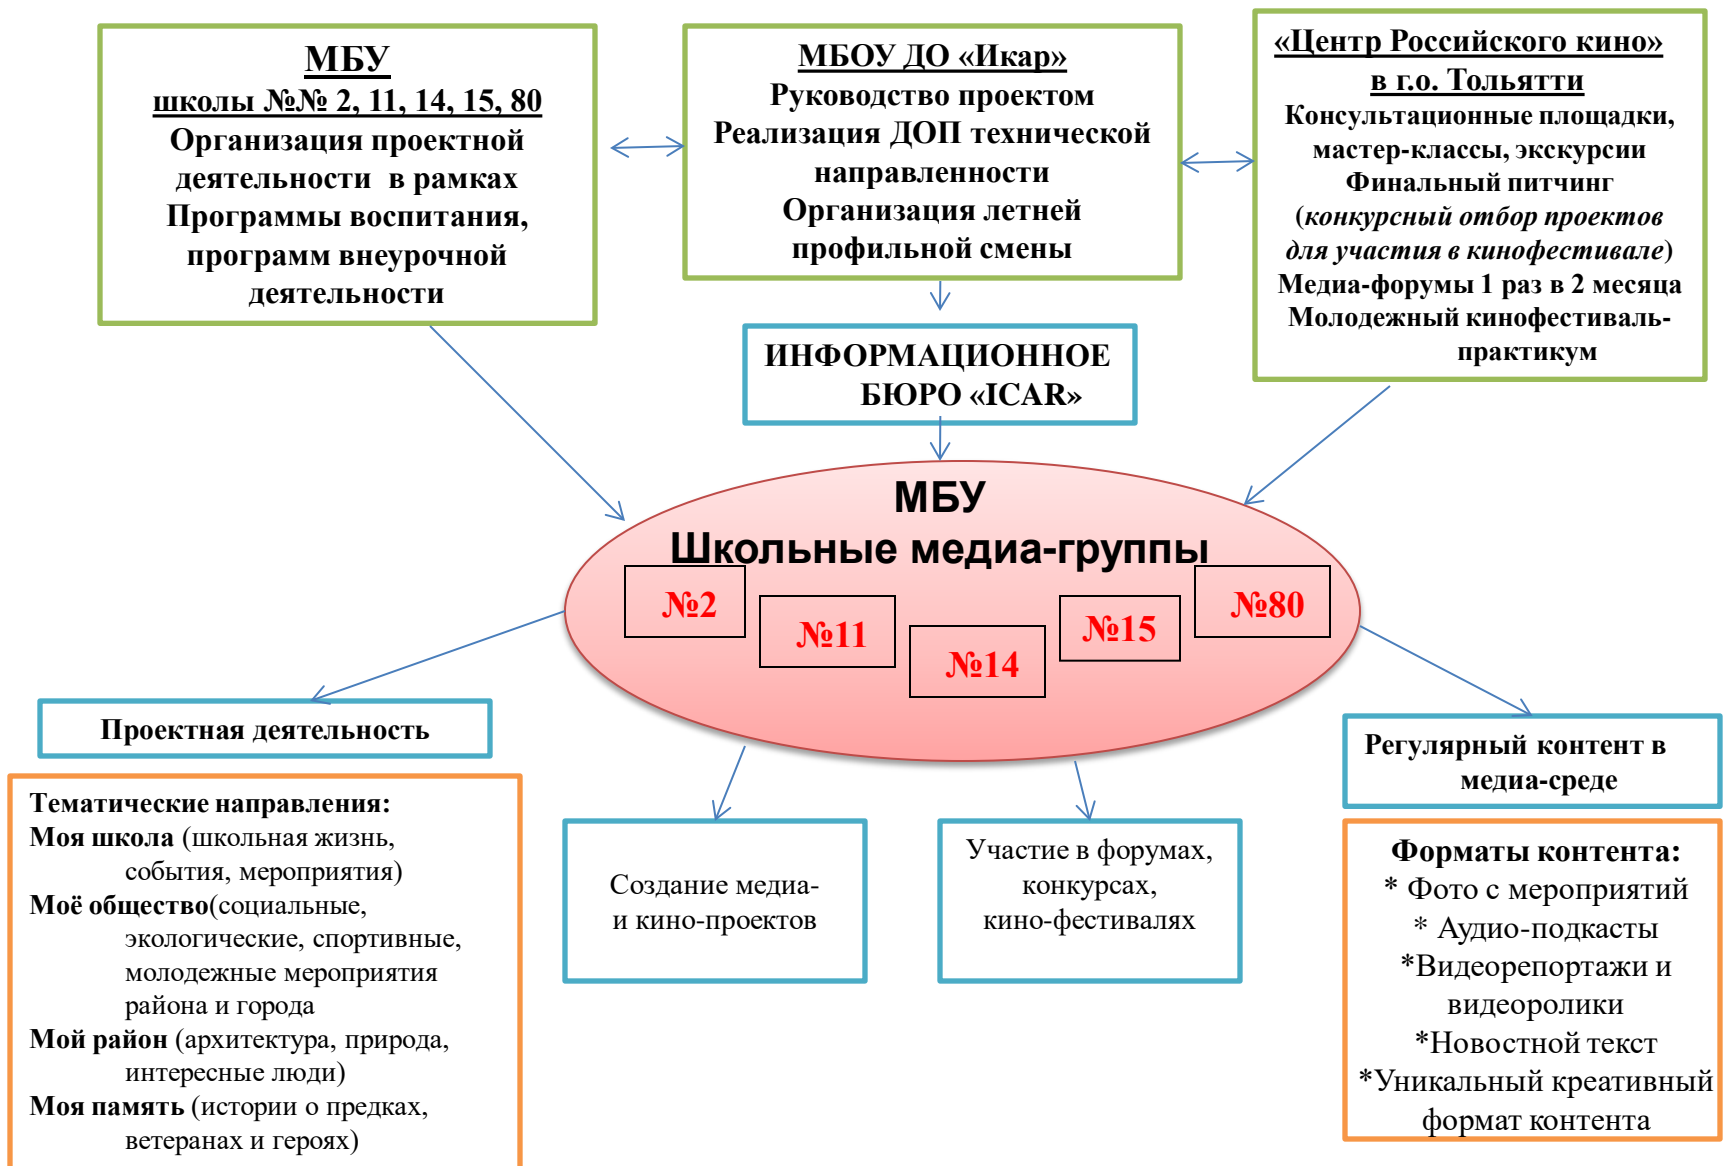 МБУ
школы №№ 2, 11, 14, 15, 80
Организация проектной
деятельности в рамках
Программы воспитания,
программ внеурочной
деятельности
МБОУ ДО «Икар»
Руководство проектом
Реализация ДОП технической
направленности
Организация летней
профильной смены
«Центр Российского кино»
в г.о. Тольятти
Консультационные площадки,
мастер-классы, экскурсии
Финальный питчинг
(конкурсный отбор проектов
для участия в кинофестивале)
Медиа-форумы 1 раз в 2 месяца
Молодежный кинофестиваль-
практикум
ИНФОРМАЦИОННОЕ
БЮРО «ICAR»
МБУ
Школьные медиа-группы
№2
№11
№14
№15
№80
Проектная деятельность
Тематические направления:
Моя школа (школьная жизнь,
события, мероприятия)
Моё общество(социальные,
экологические, спортивные,
молодежные мероприятия
района и города
Мой район (архитектура, природа,
интересные люди)
Моя память (истории о предках,
ветеранах и героях)
Создание медиа-
и кино-проектов
Участие в форумах,
конкурсах,
кино-фестивалях
Регулярный контент в
медиа-среде
Форматы контента:
* Фото с мероприятий
* Аудио-подкасты
*Видеорепортажи и
видеоролики
*Новостной текст
*Уникальный креативный
формат контента